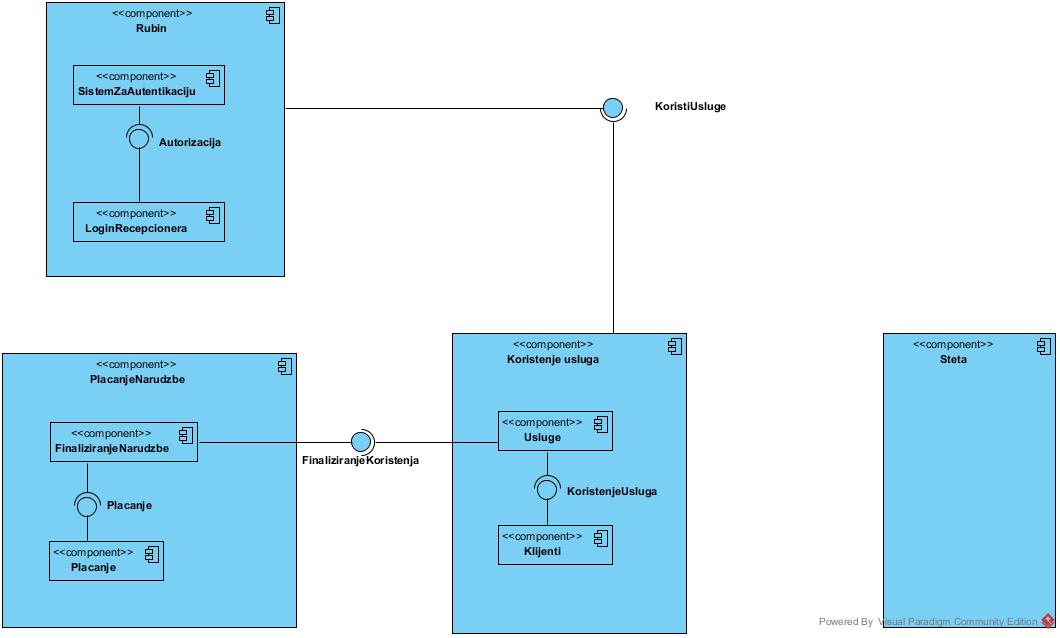 <<component>>
Rubin
<<component>>
SistemZaAutentikaciju
Autorizacija
<<component>>
LoginRecepcionera
KoristiUsluge
<<component>>
PlacanjeNarudzbe
<<component>>
FinaliziranjeNarudzbe
Placanje
<<component>>
Placanje
FinaliziranjeKoristenja
<<component>>
Koristenje usluga
<<component>>
Usluge
KoristenjeUsluga
<<component>>
Klijenti
<<component>>
Steta
Powered By Visual Paradigm Community Edition